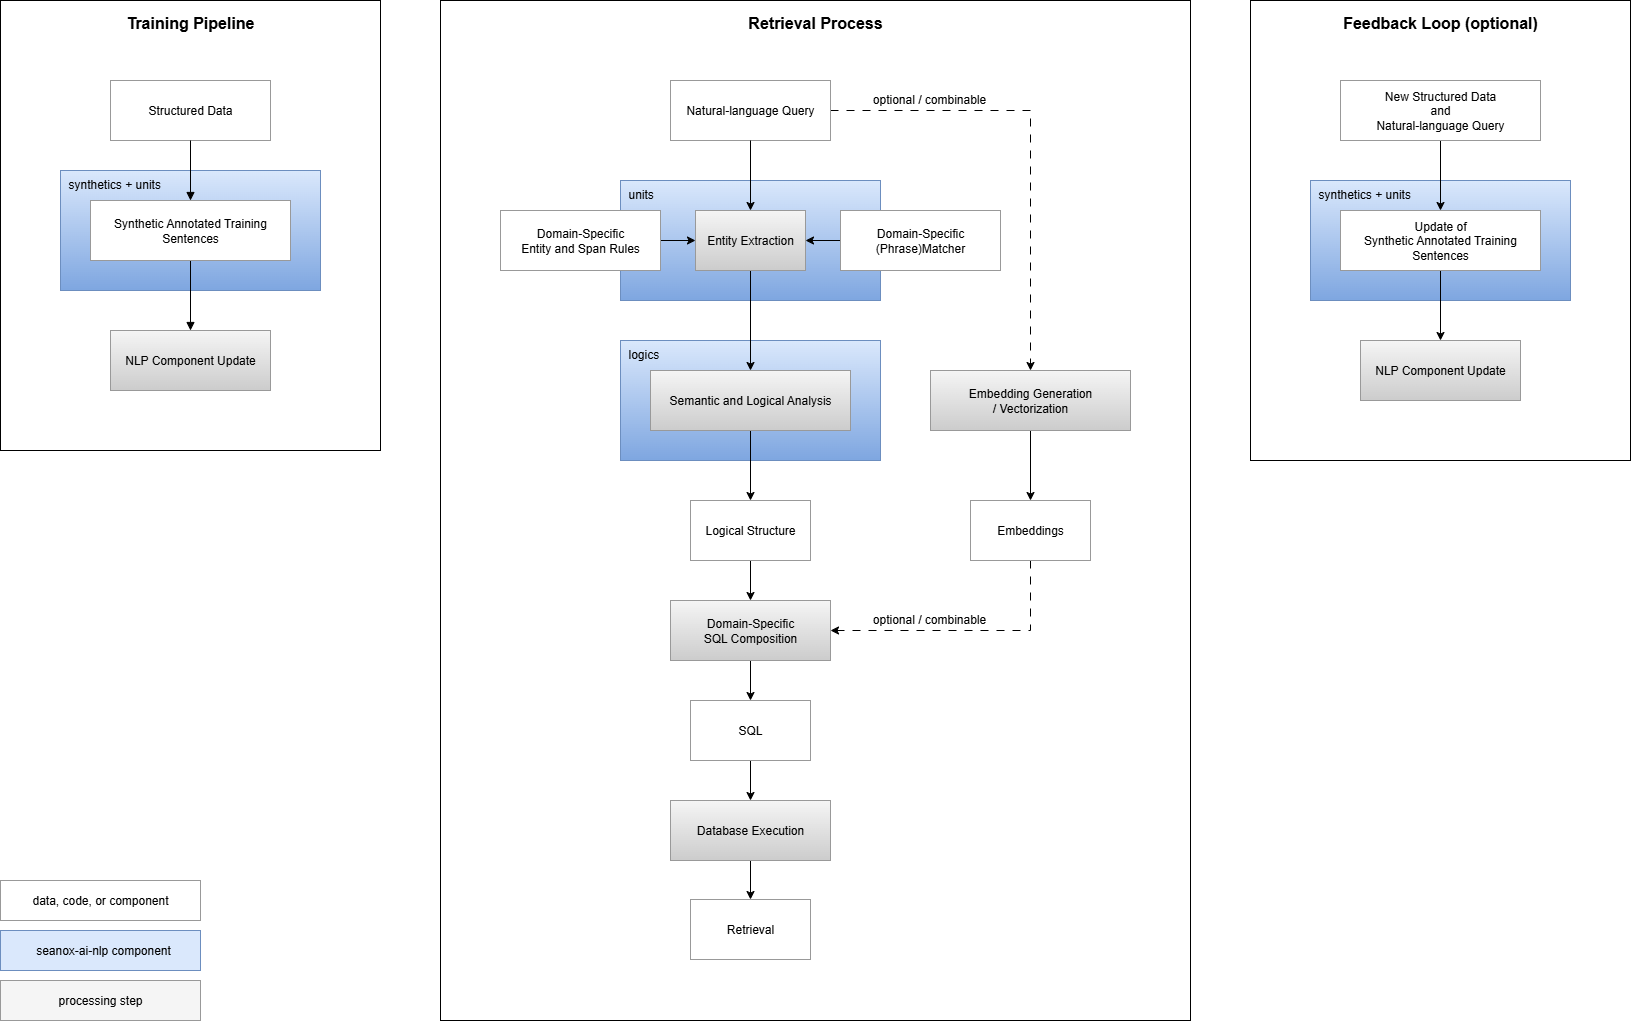 Training Pipeline
Structured Data
synthetics + units
Synthetic Annotated Training
Sentences
NLP Component Update
Retrieval Process
Natural-language Query
optional / combinable
units
Domain-Specific
Entity and Span Rules
Entity Extraction
Domain-Specific
(Phrase)Matcher
logics
Semantic and Logical Analysis
Embedding Generation
/ Vectorization
Logical Structure
Embeddings
Domain-Specific
SQL Composition
optional / combinable
SQL
Database Execution
Retrieval
Feedback Loop (optional)
New Structured Data
and
Natural-language Query
synthetics + units
Update of
Synthetic Annotated Training
Sentences
NLP Component Update
data, code, or component
seanox-ai-nlp component
processing step